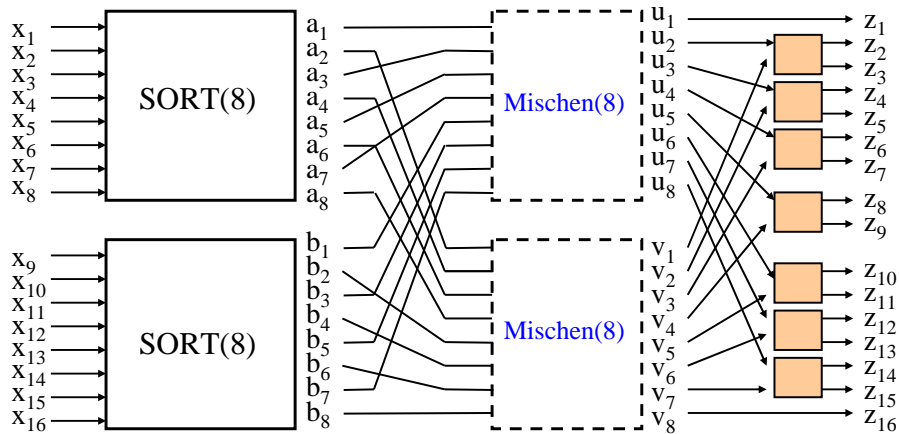 x1
x2
x3
x4
x5
x6
x7
x8
SORT(8)
a1
a2
a3
a4
a5
a6
a7
a8
Mischen(8)
u1
u2
u3
u4
u5
u6
u7
u8
z1
z2
z3
z4
z5
z6
z7
z8
z9
x9
x10
x11
x12
x13
x14
x15
x16
SORT(8)
b1
b2
b3
b4
b5
b6
b7
b8
Mischen(8)
v1
v2
v3
v4
v5
v6
v7
v8
z10
z11
z12
z13
z14
z15
z16